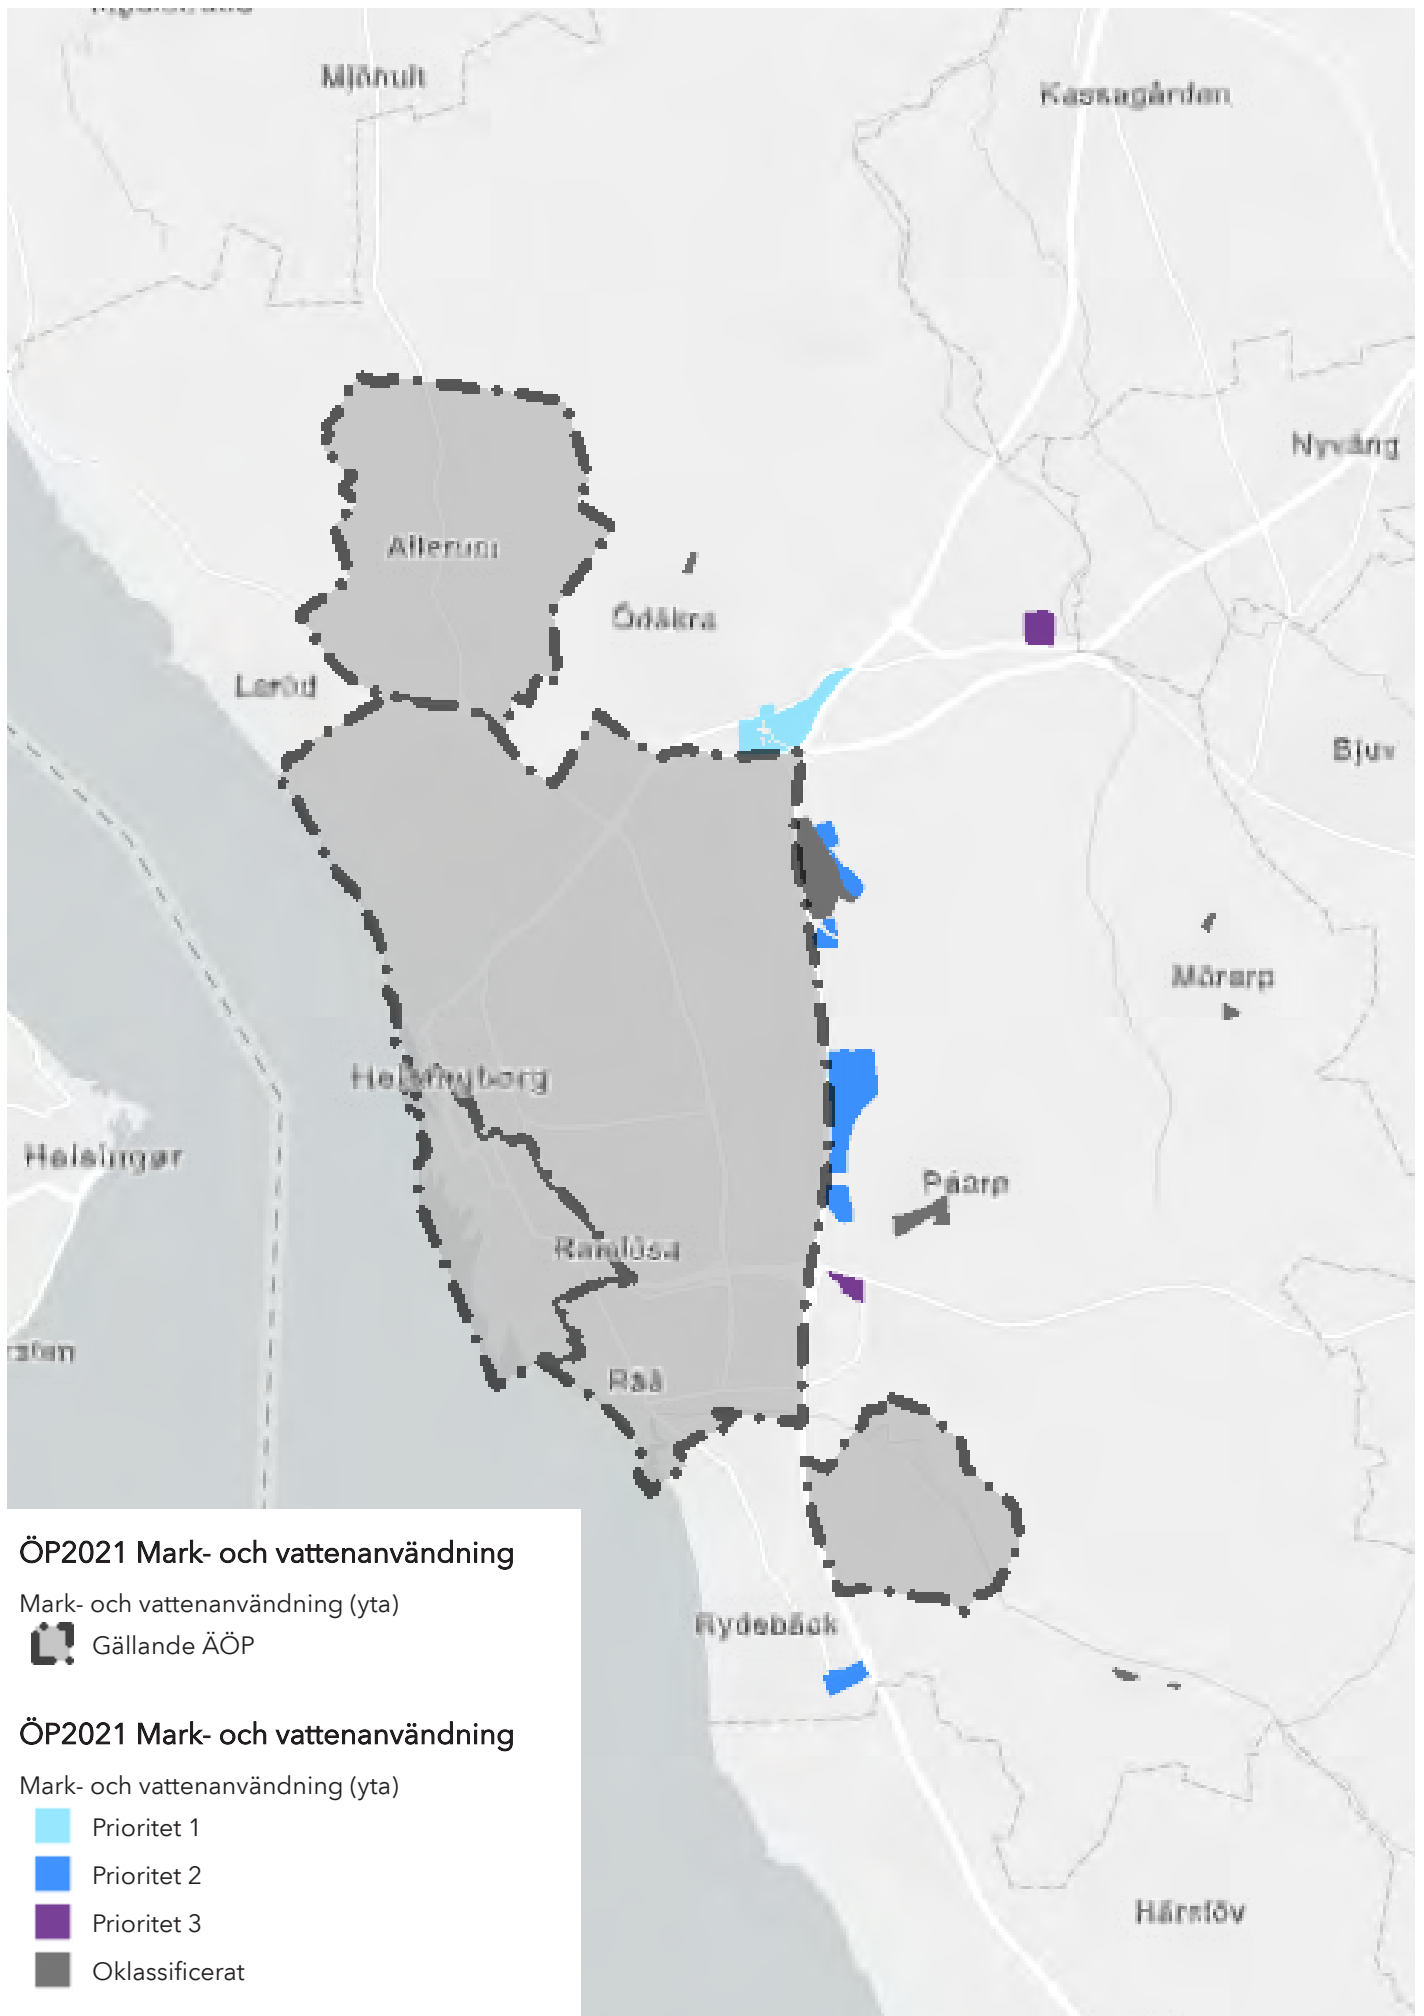 Mjöhult
Kassagården
Nyvång
Allerum
Ödåkra
Laröd
Bjuv
Mörarp
Helsingborg
Helsingør
Påarp
Ramlösa
Råå
Rydebäck
Härslöv
ÖP2021 Mark- och vattenanvändning
Mark- och vattenanvändning (yta)
Gällande ÄÖP
ÖP2021 Mark- och vattenanvändning
Mark- och vattenanvändning (yta)
Prioritet 1
Prioritet 2
Prioritet 3
Oklassificerat